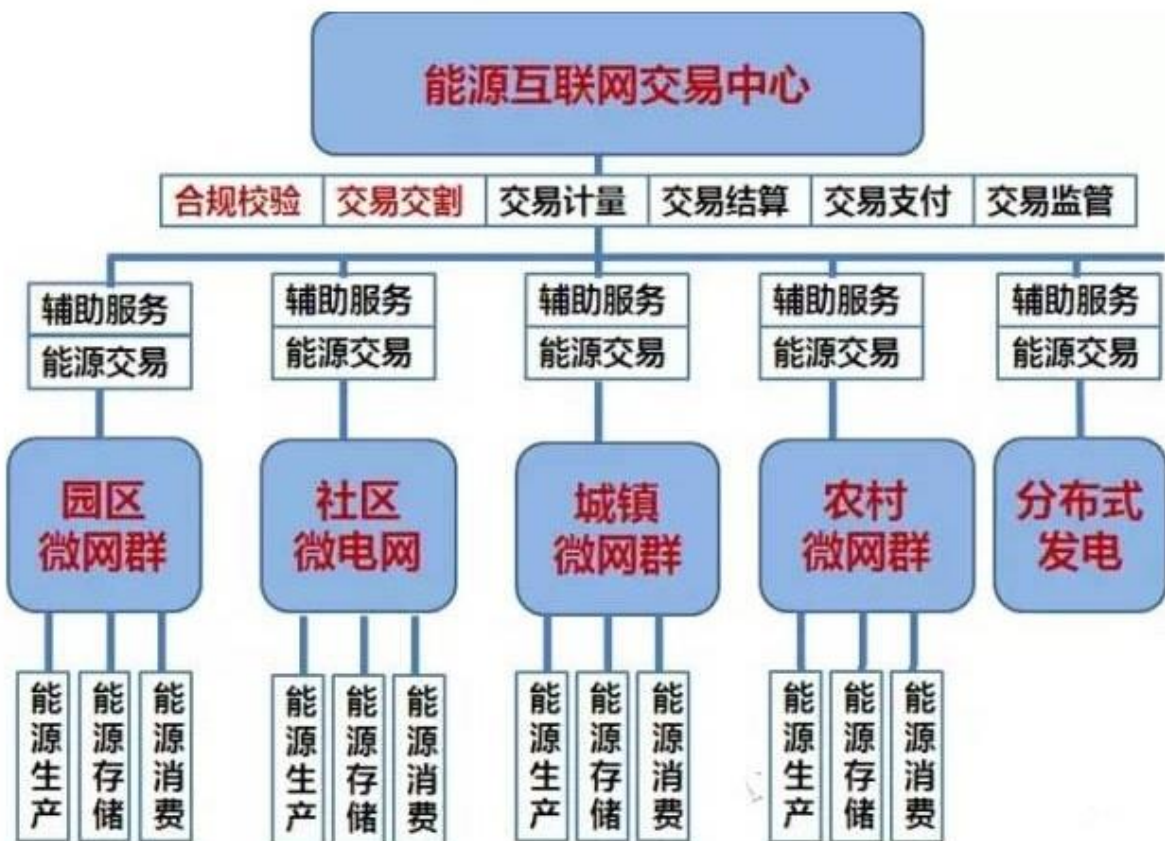 能源互联网交易中心
合规校验 交易交割 交易计量 交易结算 交易支付 交易监管
辅助服务 辅助服务 辅助服务 辅助服务 辅助服务
能源交易 能源交易 能源交易 能源交易 能源交易
园区 社区 城镇 农村 分布式
微网群 微电网 微网群 微网群 发电
能源生产
能源存储
能源消费
能源生产
能源存储
能源消费
能源生产
能源存储
能源消费
能源生产
能源存储
能源消费